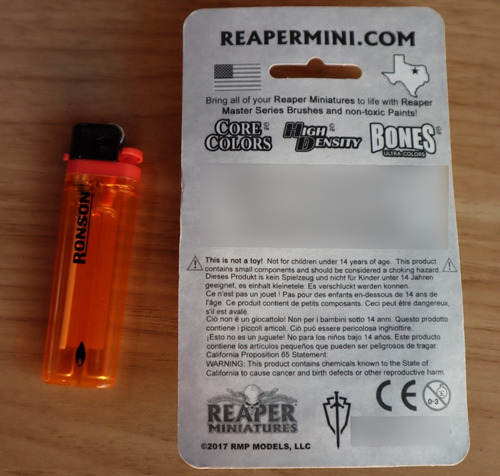 RONSON
REAPERMINI.COM
Bring all of your Reaper Miniatures to life with Reaper
Master Series Brushes and non-toxic Paints!
CORE COLORS
HIGH DENSITY
BONES
ULTRA-COLORS
This is not a toy! Not for children under 14 years of age. This product
contains small components and should be considered a choking hazard.
Dieses Produkt is kein Spielzeug und nicht für Kinder unter 14 Jahren
geeignet, es einhalt kleinetele. Es verschluckt werden konnen.
Ce n'est pas un jouet ! Pas pour des enfants en-dessous de 14 ans de
l'âge. Ce produit contient de petits composants. Ceci peut être dangereux,
s'il est avalé.
Ciò non è un giocattolo! Non per i bambini sotto 14 anni. Questo prodotto
contiene i piccoli articoli. Ciò può essere pericolosa inghiottire.
¡Esto no es un juguete! No para los niños bajo 14 años. Este producto
contiene los artículos pequeños que pueden ser peligrosos de tragar.
California Proposition 65 Statement:
WARNING: This product contains chemicals known to the State of
California to cause cancer and birth defects or other reproductive harm.
REAPER
MINIATURES
CE
0-3
©2017 RMP MODELS, LLC